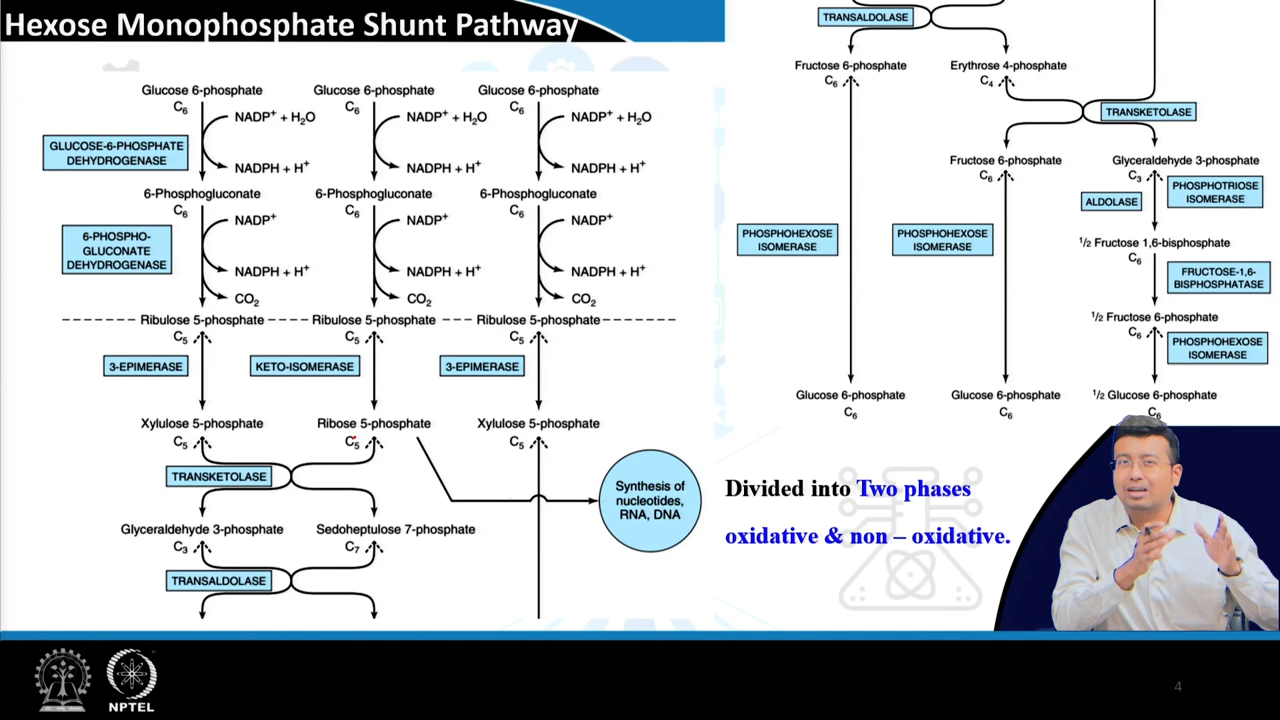 Hexose Monophosphate Shunt Pathway
Glucose 6-phosphate Glucose 6-phosphate Glucose 6-phosphate
C6 C6 C6
NADP+ + H2O NADP+ + H2O NADP+ + H2O
GLUCOSE-6-PHOSPHATE
DEHYDROGENASE
NADPH + H+ NADPH + H+ NADPH + H+
6-Phosphogluconate 6-Phosphogluconate 6-Phosphogluconate
C6 C6 C6
NADP+ NADP+ NADP+
6-PHOSPHO-
GLUCONATE
DEHYDROGENASE
NADPH + H+ NADPH + H+ NADPH + H+
CO2 CO2 CO2
Ribulose 5-phosphate Ribulose 5-phosphate Ribulose 5-phosphate
C5 C5 C5
3-EPIMERASE KETO-ISOMERASE 3-EPIMERASE
Xylulose 5-phosphate Ribose 5-phosphate Xylulose 5-phosphate
C5 C5 C5
TRANSKETOLASE
Synthesis of
nucleotides,
RNA, DNA
Glyceraldehyde 3-phosphate Sedoheptulose 7-phosphate
C3 C7
TRANSALDOLASE
TRANSALDOLASE
Fructose 6-phosphate Erythrose 4-phosphate
C6 C4
TRANSKETOLASE
Fructose 6-phosphate Glyceraldehyde 3-phosphate
C6 C3
PHOSPHOTRIOSE
ISOMERASE
ALDOLASE
PHOSPHOHEXOSE
ISOMERASE
PHOSPHOHEXOSE
ISOMERASE
1/2 Fructose 1,6-bisphosphate
C6
FRUCTOSE-1,6-
BISPHOSPHATASE
1/2 Fructose 6-phosphate
C6
PHOSPHOHEXOSE
ISOMERASE
Glucose 6-phosphate Glucose 6-phosphate 1/2 Glucose 6-phosphate
C6 C6 C6
Divided into Two phases
oxidative & non – oxidative.
NPTEL
4